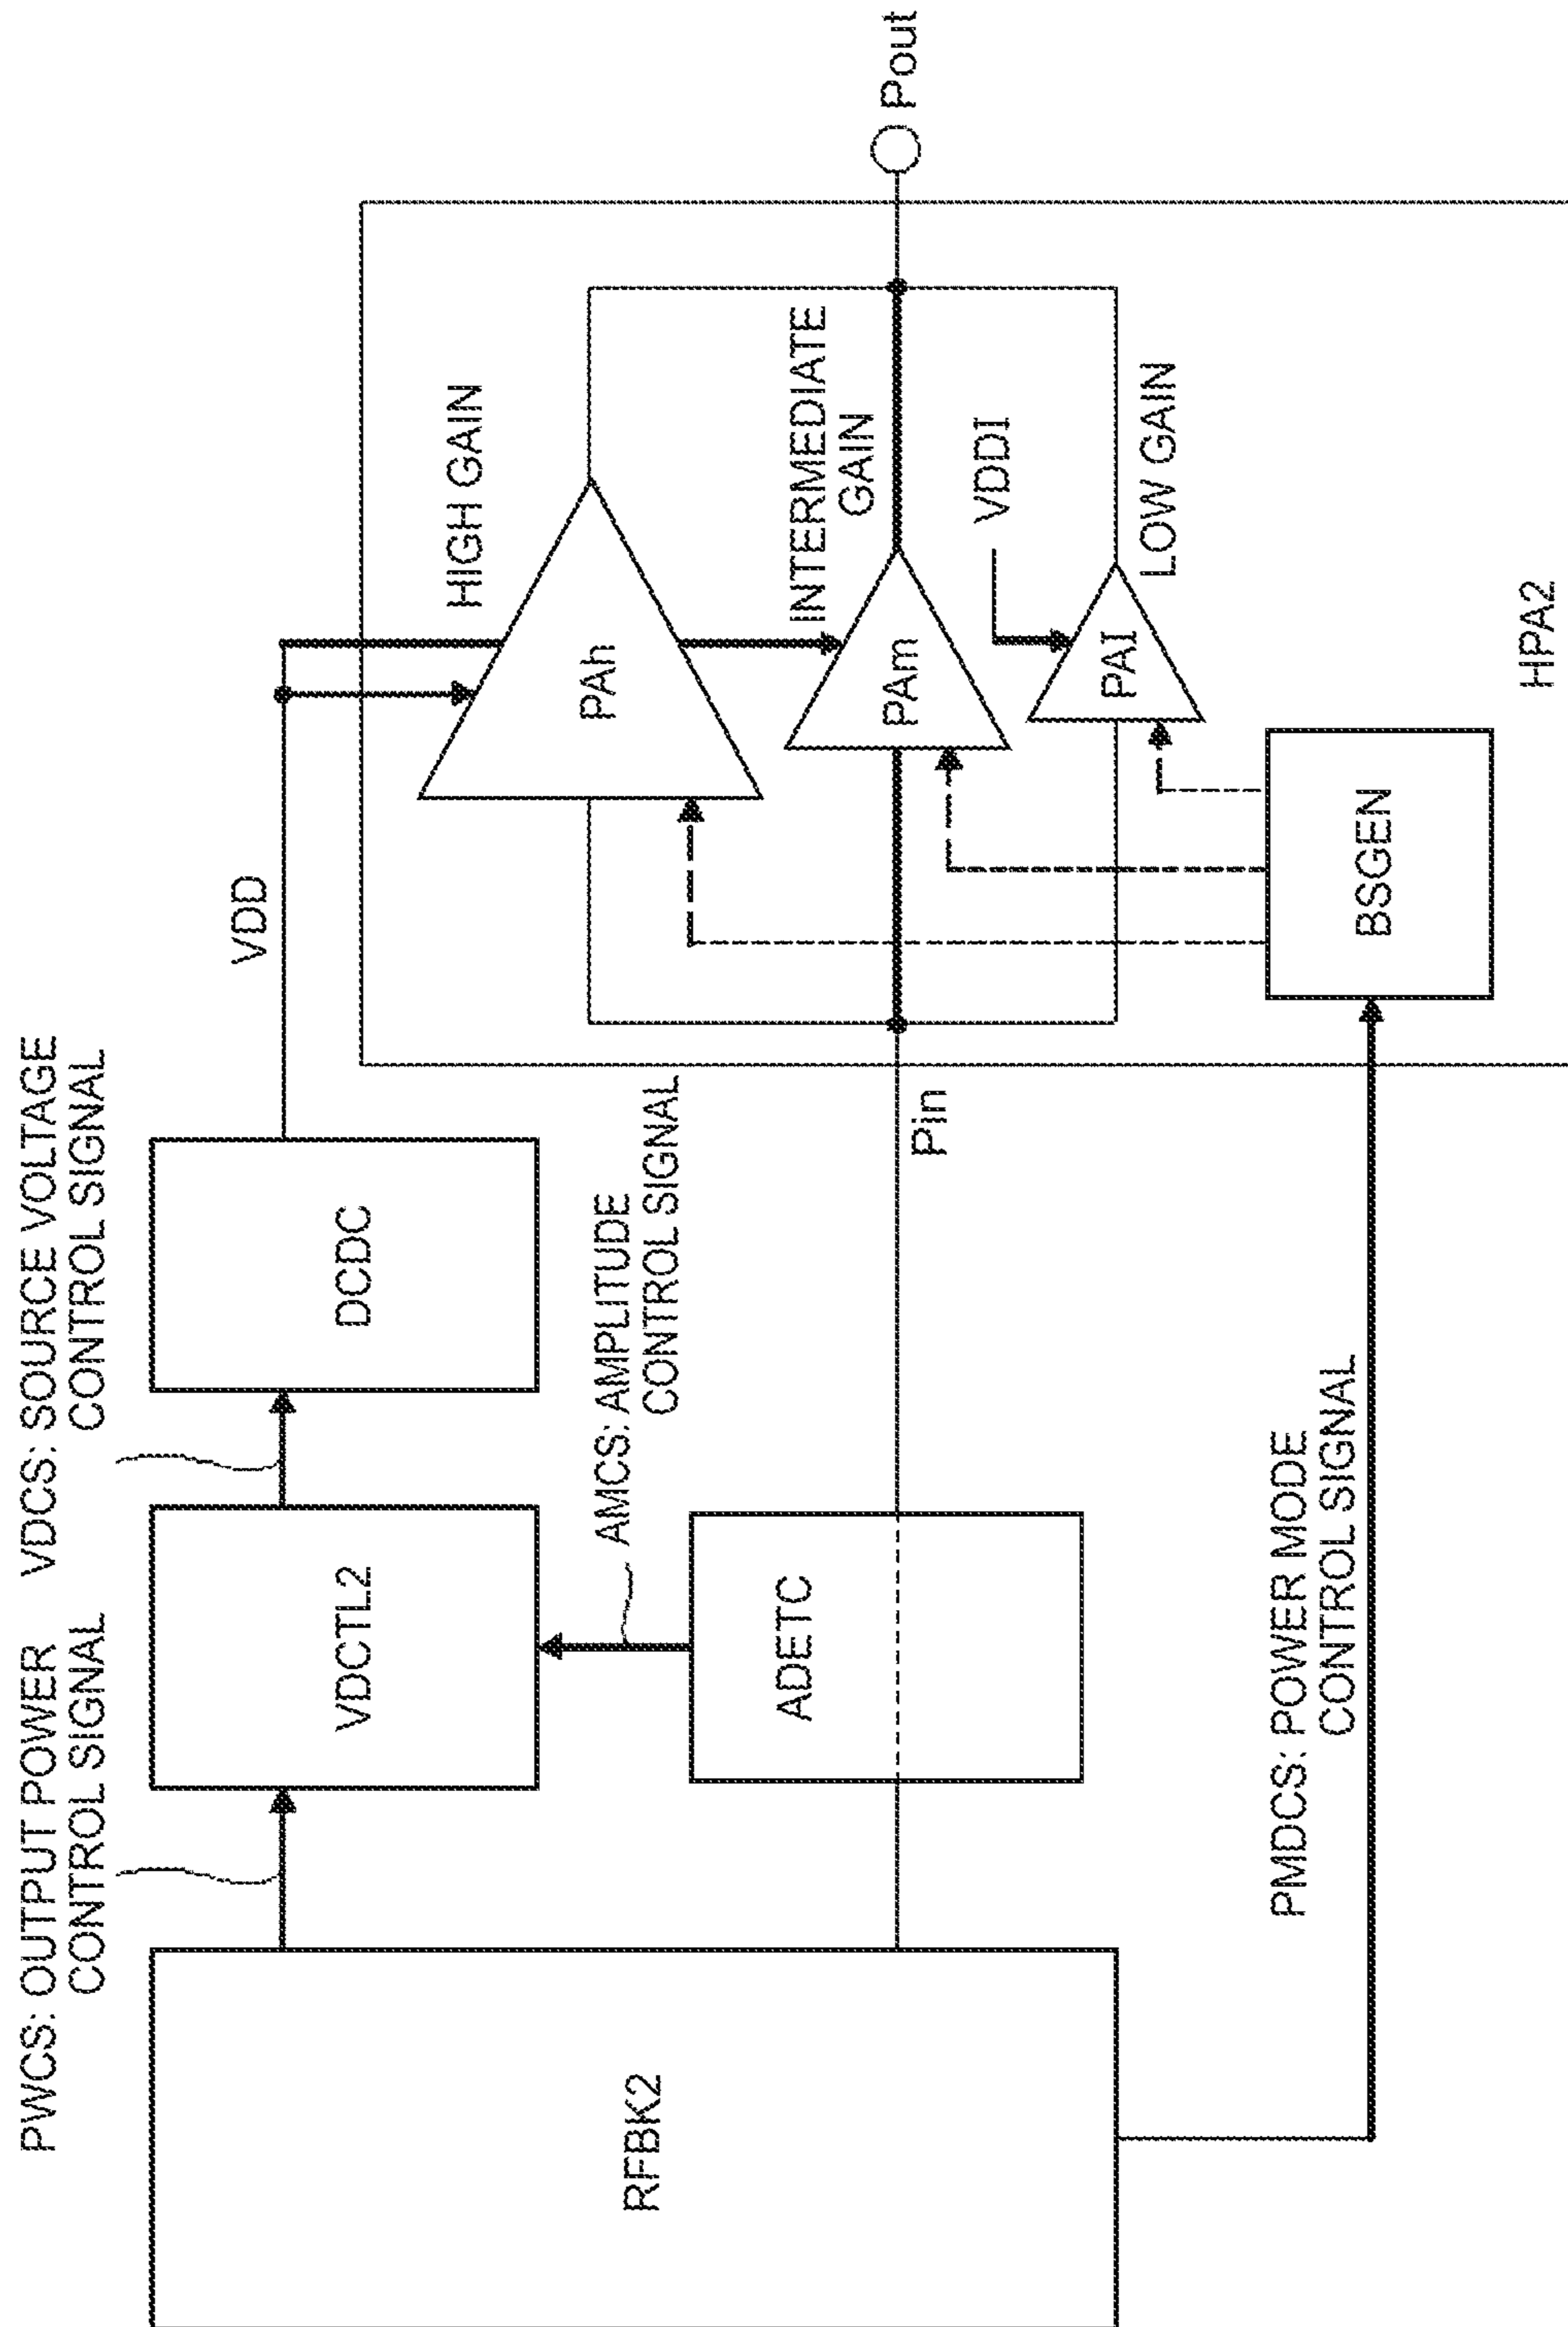 PWCS: OUTPUT POWER
CONTROL SIGNAL
VDCS: SOURCE VOLTAGE
CONTROL SIGNAL
RFBK2
VDCTL2
DCDC
VDD
ADETC
AMCS: AMPLITUDE
CONTROL SIGNAL
Pin
PMDCS: POWER MODE
CONTROL SIGNAL
HIGH GAIN
PAh
INTERMEDIATE
GAIN
PAm
VDDI
PAI
LOW GAIN
BSGEN
HPA2
Pout